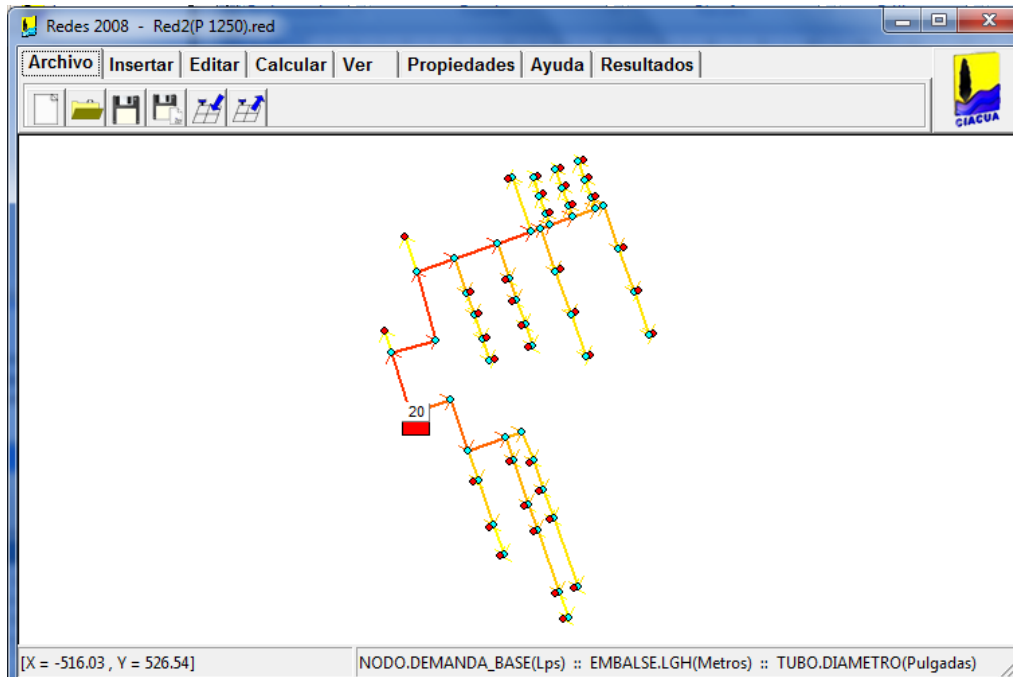 Redes 2008 - Red2(P 1250).red
Archivo Insertar Editar Calcular Ver Propiedades Ayuda Resultados
CIACUA
20
[X = -516.03 , Y = 526.54] NODO.DEMANDA_BASE(Lps) :: EMBALSE.LGH(Metros) :: TUBO.DIAMETRO(Pulgadas)